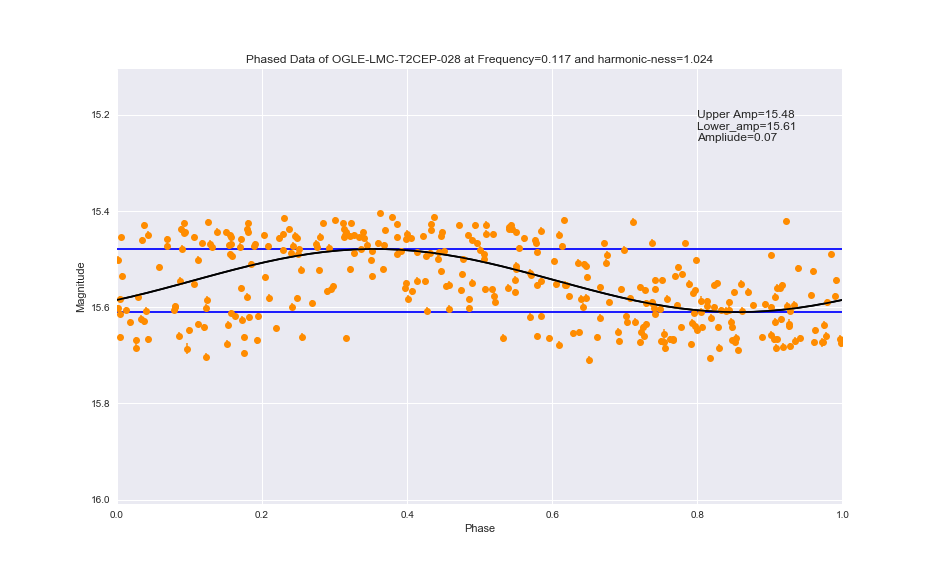 Phased Data of OGLE-LMC-T2CEP-028 at Frequency=0.117 and harmonic-ness=1.024
Upper Amp=15.48
Lower_amp=15.61
Ampliude=0.07
15.2
15.4
15.6
15.8
16.0
Magnitude
0.0 0.2 0.4 0.6 0.8 1.0
Phase